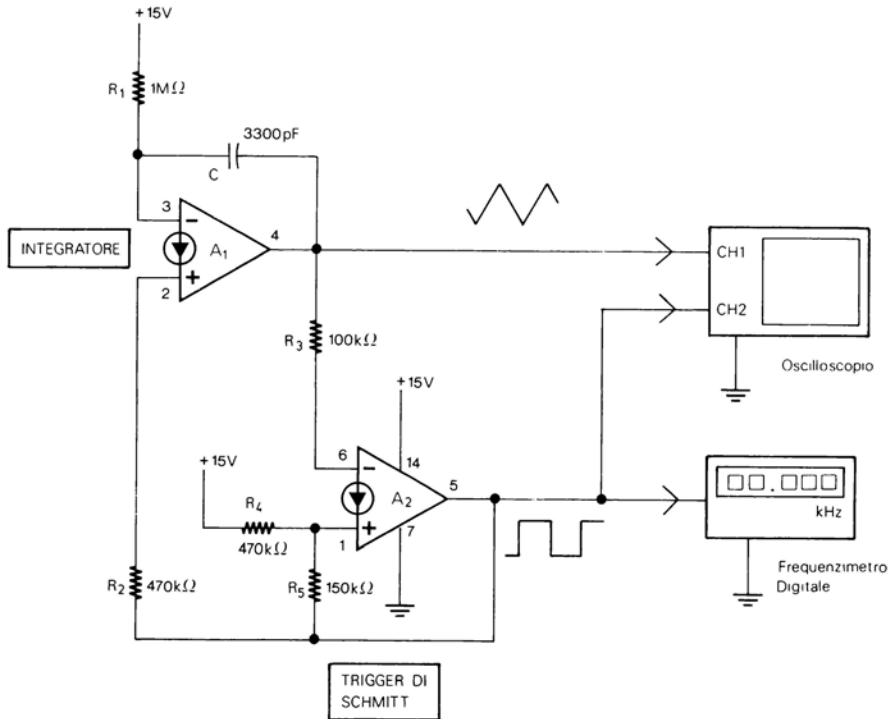 +15V
R1
1MΩ
3300pF
C
3
−
4
INTEGRATORE
A1
+
2
CH1
CH2
R3
100kΩ
Oscilloscopio
+15V
6
−
14
+15V
5
A2
R4
kHz
+
7
470kΩ
1
R2
470kΩ
R5
150kΩ
Frequenzimetro
Digitale
TRIGGER DI
SCHMITT